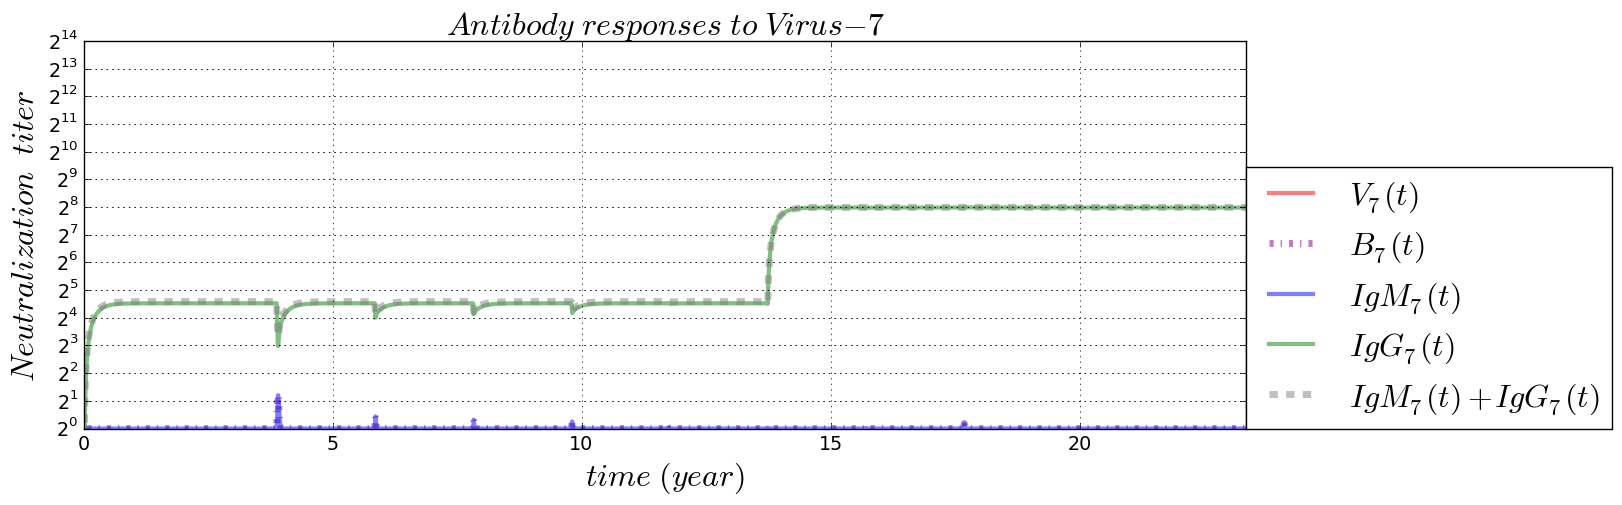 Antibody responses to Virus−7
2^14
2^13
2^12
2^11
2^10
2^9
2^8
2^7
2^6
2^5
2^4
2^3
2^2
2^1
2^0
Neutralization titer
0 5 10 15 20
time (year)
V_7(t)
B_7(t)
IgM_7(t)
IgG_7(t)
IgM_7(t)+IgG_7(t)